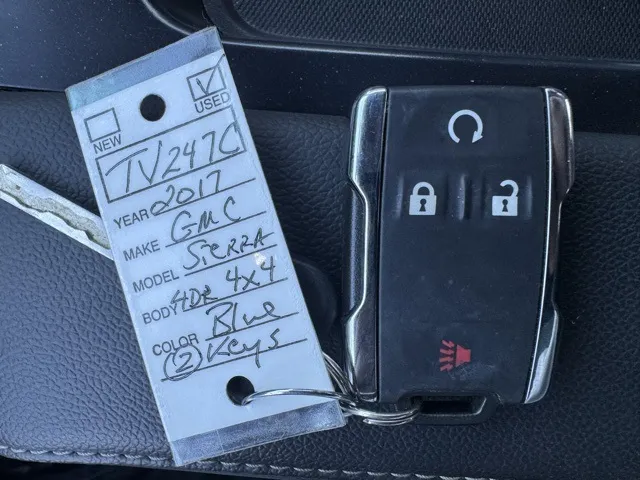 NEW
USED
TV247C
YEAR 2017
MAKE GMC
MODEL SIERRA
BODY 4DR 4x4
COLOR Blue
(2) Keys